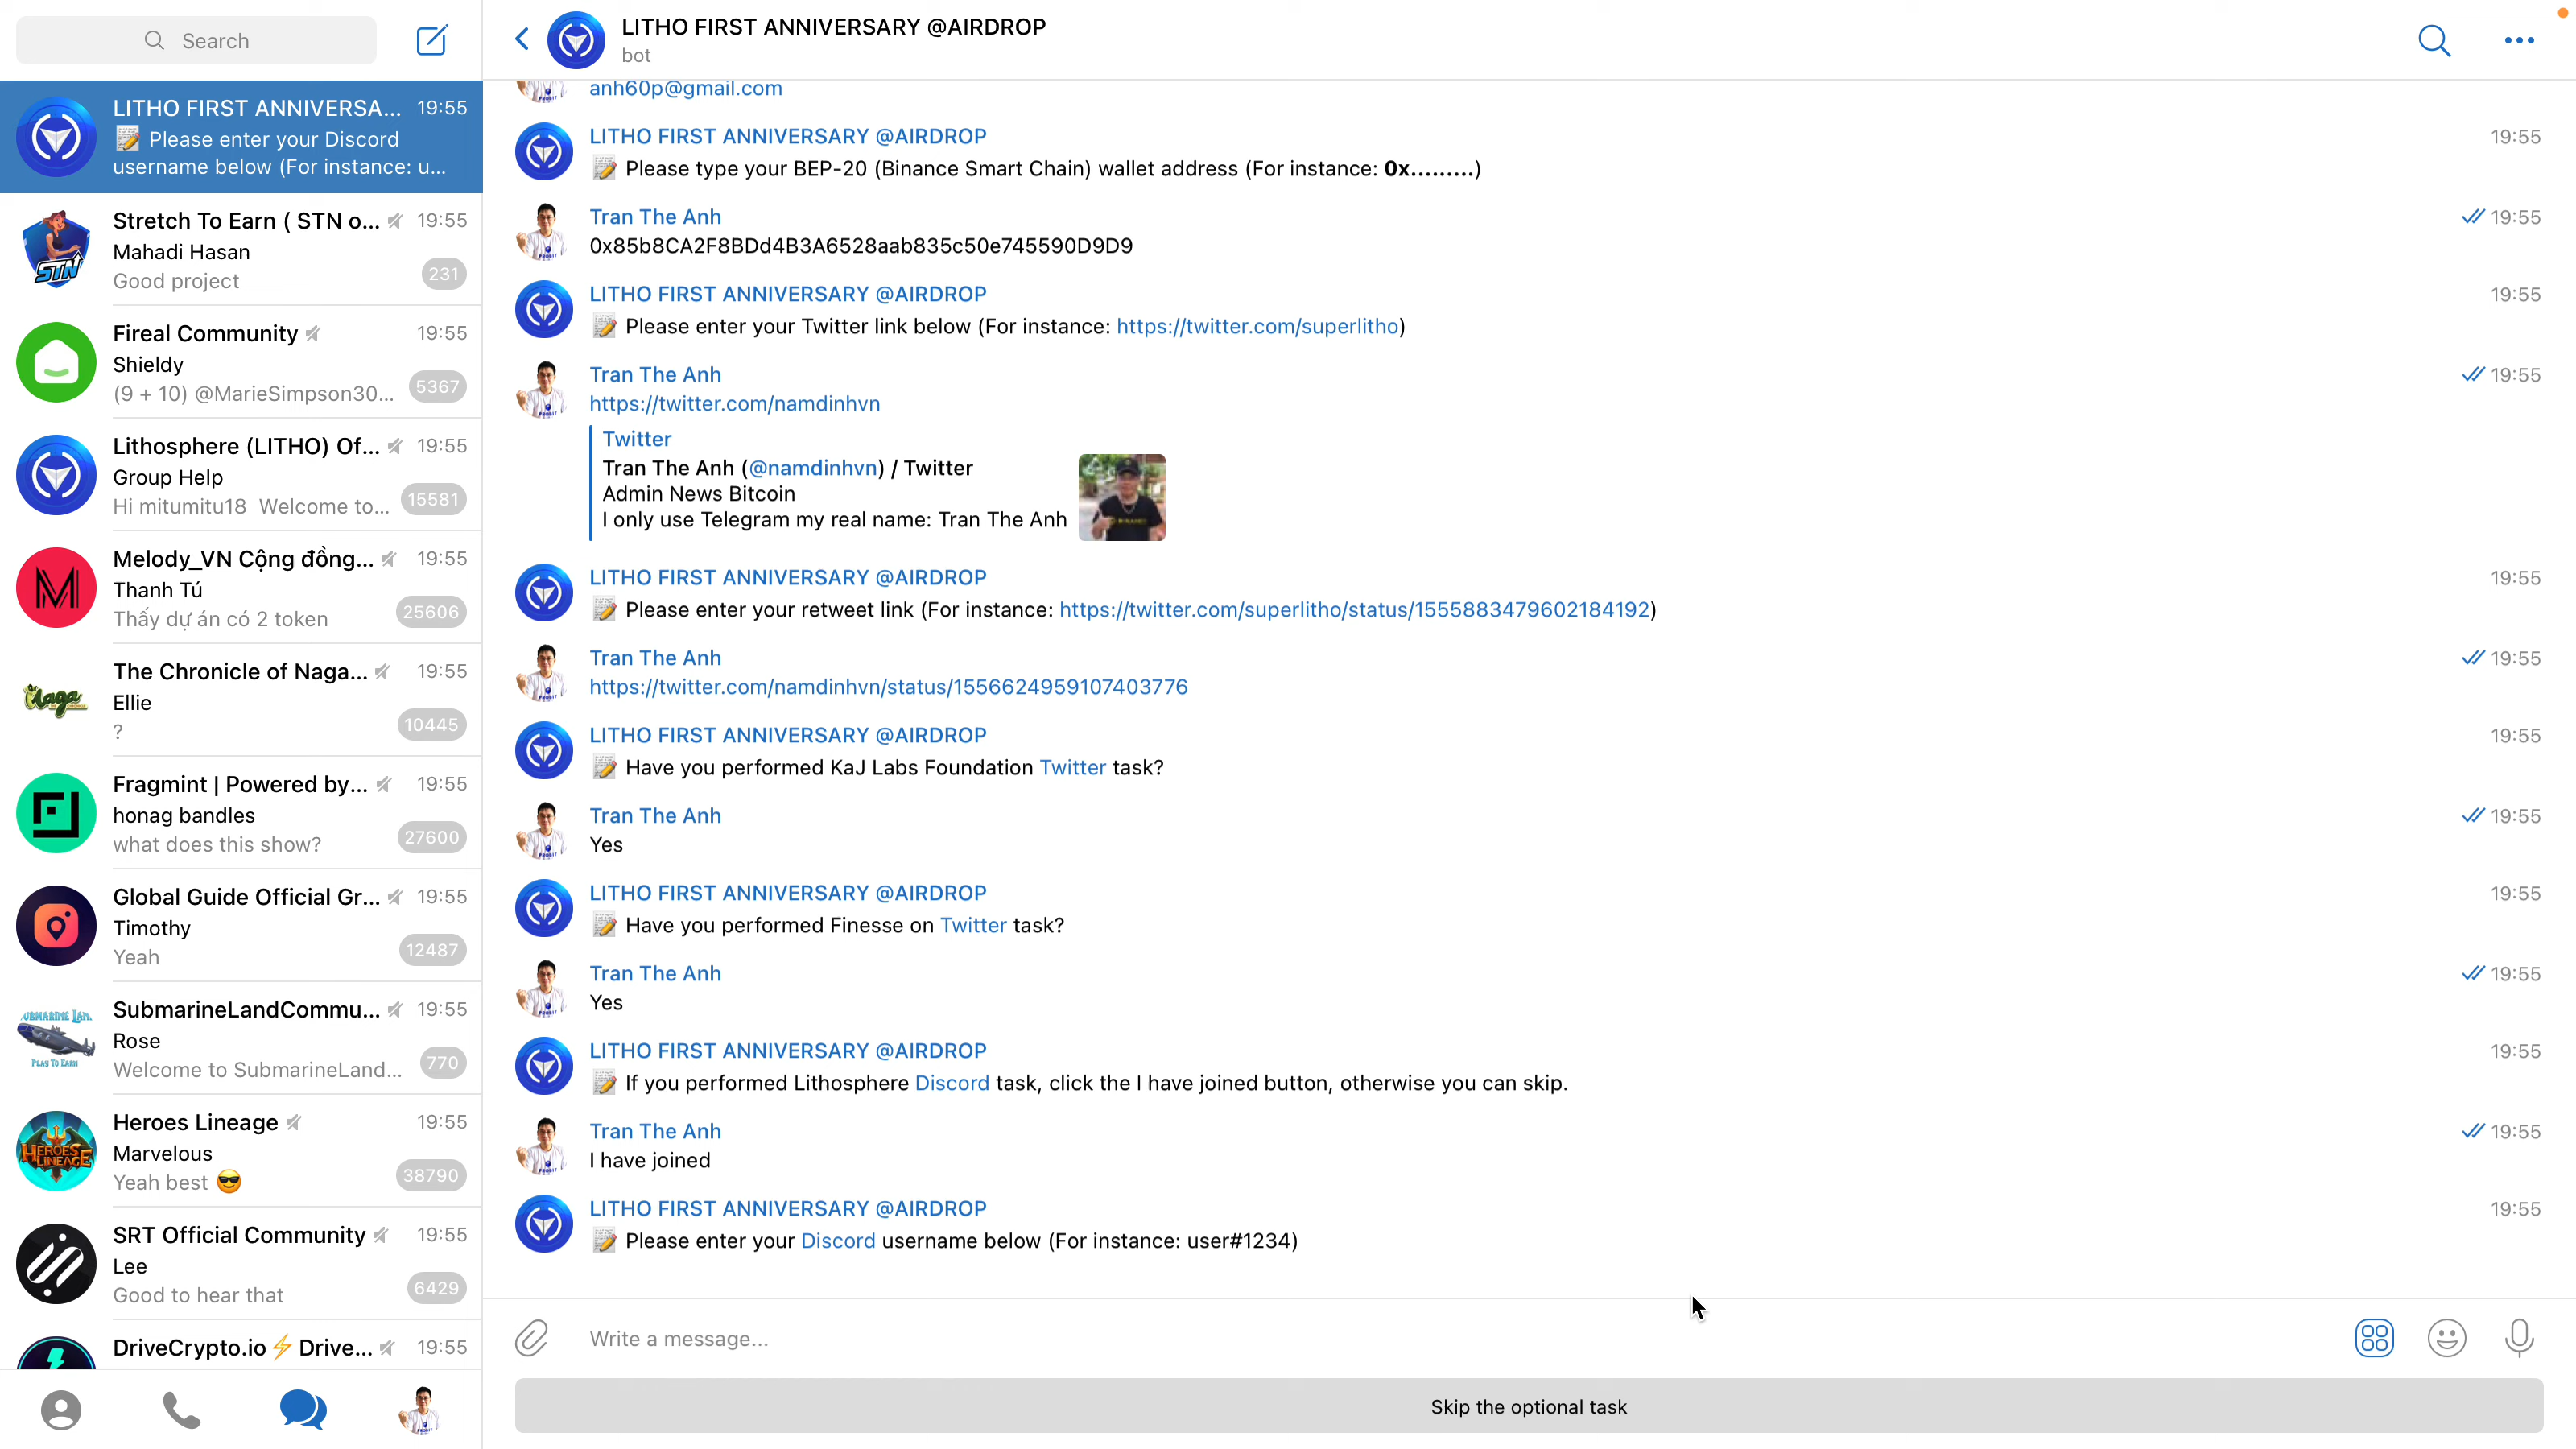 Search
LITHO FIRST ANNIVERSA... 19:55
📝 Please enter your Discord
username below (For instance: u...
Stretch To Earn ( STN o... 19:55
Mahadi Hasan
Good project 231
Fireal Community 19:55
Shieldy
(9 + 10) @MarieSimpson30... 5367
Lithosphere (LITHO) Of... 19:55
Group Help
Hi mitumitu18 Welcome to... 15581
Melody_VN Cộng đồng... 19:55
Thanh Tú
Thấy dự án có 2 token 25606
The Chronicle of Naga... 19:55
Ellie
? 10445
Fragmint | Powered by... 19:55
honag bandles
what does this show? 27600
Global Guide Official Gr... 19:55
Timothy
Yeah 12487
SubmarineLandCommu... 19:55
Rose
Welcome to SubmarineLand... 770
Heroes Lineage 19:55
Marvelous
Yeah best 😎 38790
SRT Official Community 19:55
Lee
Good to hear that 6429
DriveCrypto.io⚡Drive... 19:55
STN
Naga
PLAY TO EARN
HEROES
LINEAGE
LITHO FIRST ANNIVERSARY @AIRDROP
bot
anh60p@gmail.com
LITHO FIRST ANNIVERSARY @AIRDROP 19:55
📝 Please type your BEP-20 (Binance Smart Chain) wallet address (For instance: 0x.........)
Tran The Anh 19:55
0x85b8CA2F8BDd4B3A6528aab835c50e745590D9D9
LITHO FIRST ANNIVERSARY @AIRDROP 19:55
📝 Please enter your Twitter link below (For instance: https://twitter.com/superlitho)
Tran The Anh 19:55
https://twitter.com/namdinhvn
Twitter
Tran The Anh (@namdinhvn) / Twitter
Admin News Bitcoin
I only use Telegram my real name: Tran The Anh
LITHO FIRST ANNIVERSARY @AIRDROP 19:55
📝 Please enter your retweet link (For instance: https://twitter.com/superlitho/status/1555883479602184192)
Tran The Anh 19:55
https://twitter.com/namdinhvn/status/1556624959107403776
LITHO FIRST ANNIVERSARY @AIRDROP 19:55
📝 Have you performed KaJ Labs Foundation Twitter task?
Tran The Anh 19:55
Yes
LITHO FIRST ANNIVERSARY @AIRDROP 19:55
📝 Have you performed Finesse on Twitter task?
Tran The Anh 19:55
Yes
LITHO FIRST ANNIVERSARY @AIRDROP 19:55
📝 If you performed Lithosphere Discord task, click the I have joined button, otherwise you can skip.
Tran The Anh 19:55
I have joined
LITHO FIRST ANNIVERSARY @AIRDROP 19:55
📝 Please enter your Discord username below (For instance: user#1234)
Write a message...
Skip the optional task